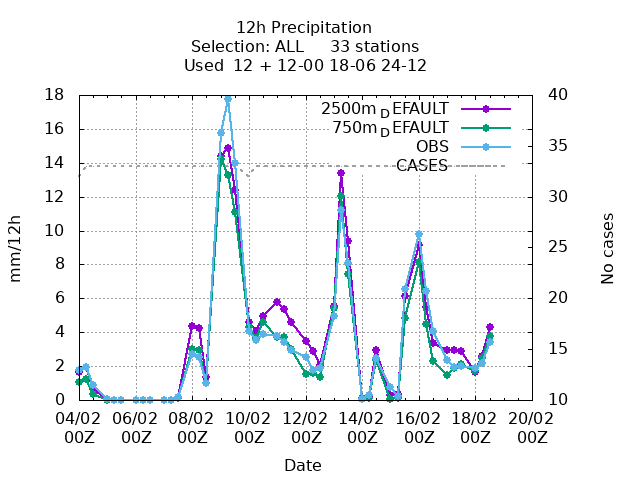 12h Precipitation
Selection: ALL 33 stations
Used 12 + 12-00 18-06 24-12
2500m_DEFAULT
750m_DEFAULT
OBS
CASES
mm/12h
18
16
14
12
10
8
6
4
2
0
40
35
30
25
20
15
10
No cases
04/02 06/02 08/02 10/02 12/02 14/02 16/02 18/02 20/02
00Z 00Z 00Z 00Z 00Z 00Z 00Z 00Z 00Z
Date